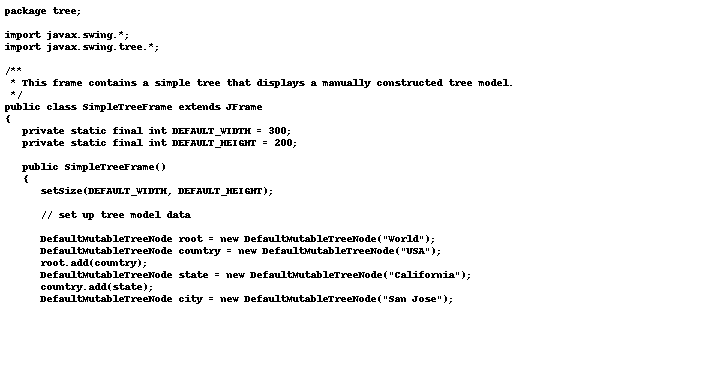 package tree;

import javax.swing.*;
import javax.swing.tree.*;

/**
 * This frame contains a simple tree that displays a manually constructed tree model.
 */
public class SimpleTreeFrame extends JFrame
{
   private static final int DEFAULT_WIDTH = 300;
   private static final int DEFAULT_HEIGHT = 200;

   public SimpleTreeFrame()
   {
      setSize(DEFAULT_WIDTH, DEFAULT_HEIGHT);

      // set up tree model data

      DefaultMutableTreeNode root = new DefaultMutableTreeNode("World");
      DefaultMutableTreeNode country = new DefaultMutableTreeNode("USA");
      root.add(country);
      DefaultMutableTreeNode state = new DefaultMutableTreeNode("California");
      country.add(state);
      DefaultMutableTreeNode city = new DefaultMutableTreeNode("San Jose");